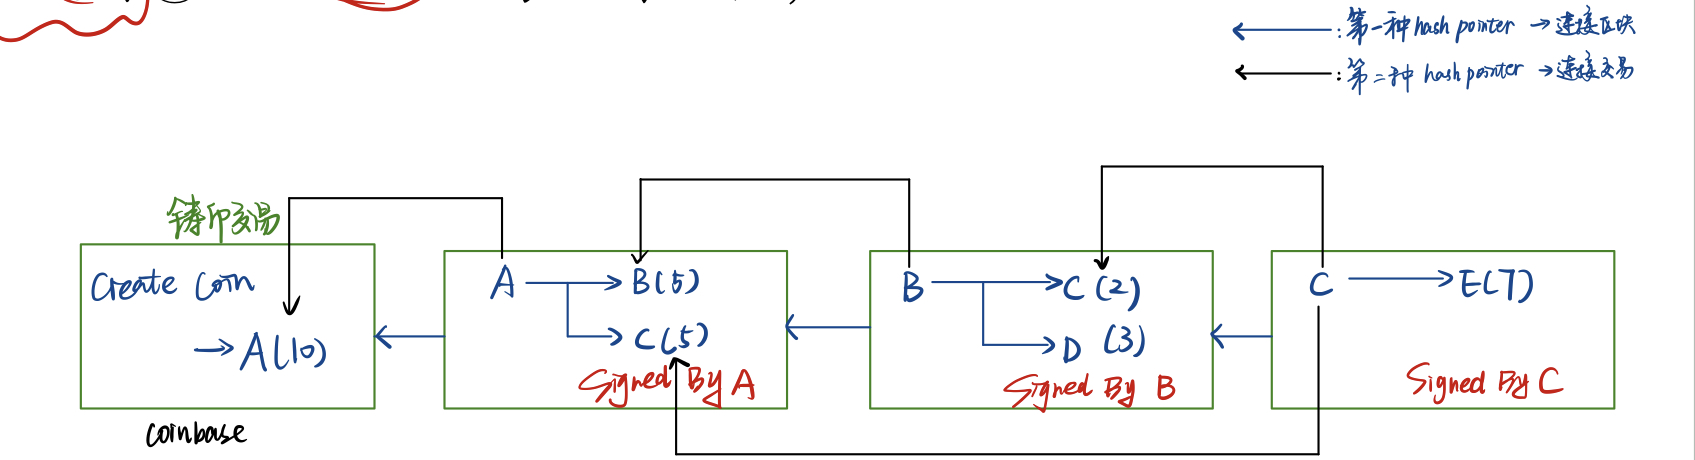 : 第一种 hash pointer → 连接区块
: 第二种 hash pointer → 连接交易
铸币交易
Create Coin
→ A(10)
A → B(5)
→ C(5)
Signed By A
B → C(2)
→ D (3)
Signed By B
C → E(7)
Signed By C
coinbase